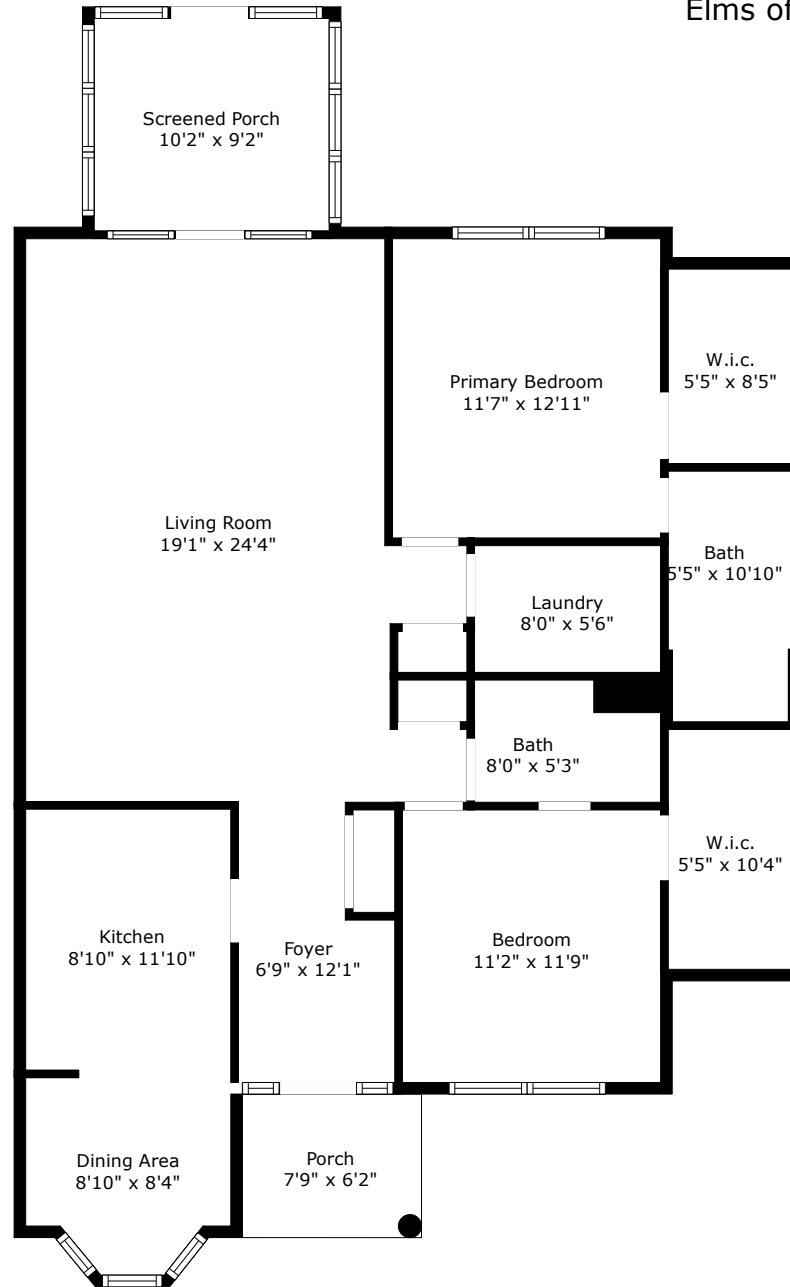 Elms of
Screened Porch
10'2" x 9'2"
Primary Bedroom
11'7" x 12'11"
W.i.c.
5'5" x 8'5"
Living Room
19'1" x 24'4"
Bath
5'5" x 10'10"
Laundry
8'0" x 5'6"
Bath
8'0" x 5'3"
W.i.c.
5'5" x 10'4"
Kitchen
8'10" x 11'10"
Foyer
6'9" x 12'1"
Bedroom
11'2" x 11'9"
Dining Area
8'10" x 8'4"
Porch
7'9" x 6'2"